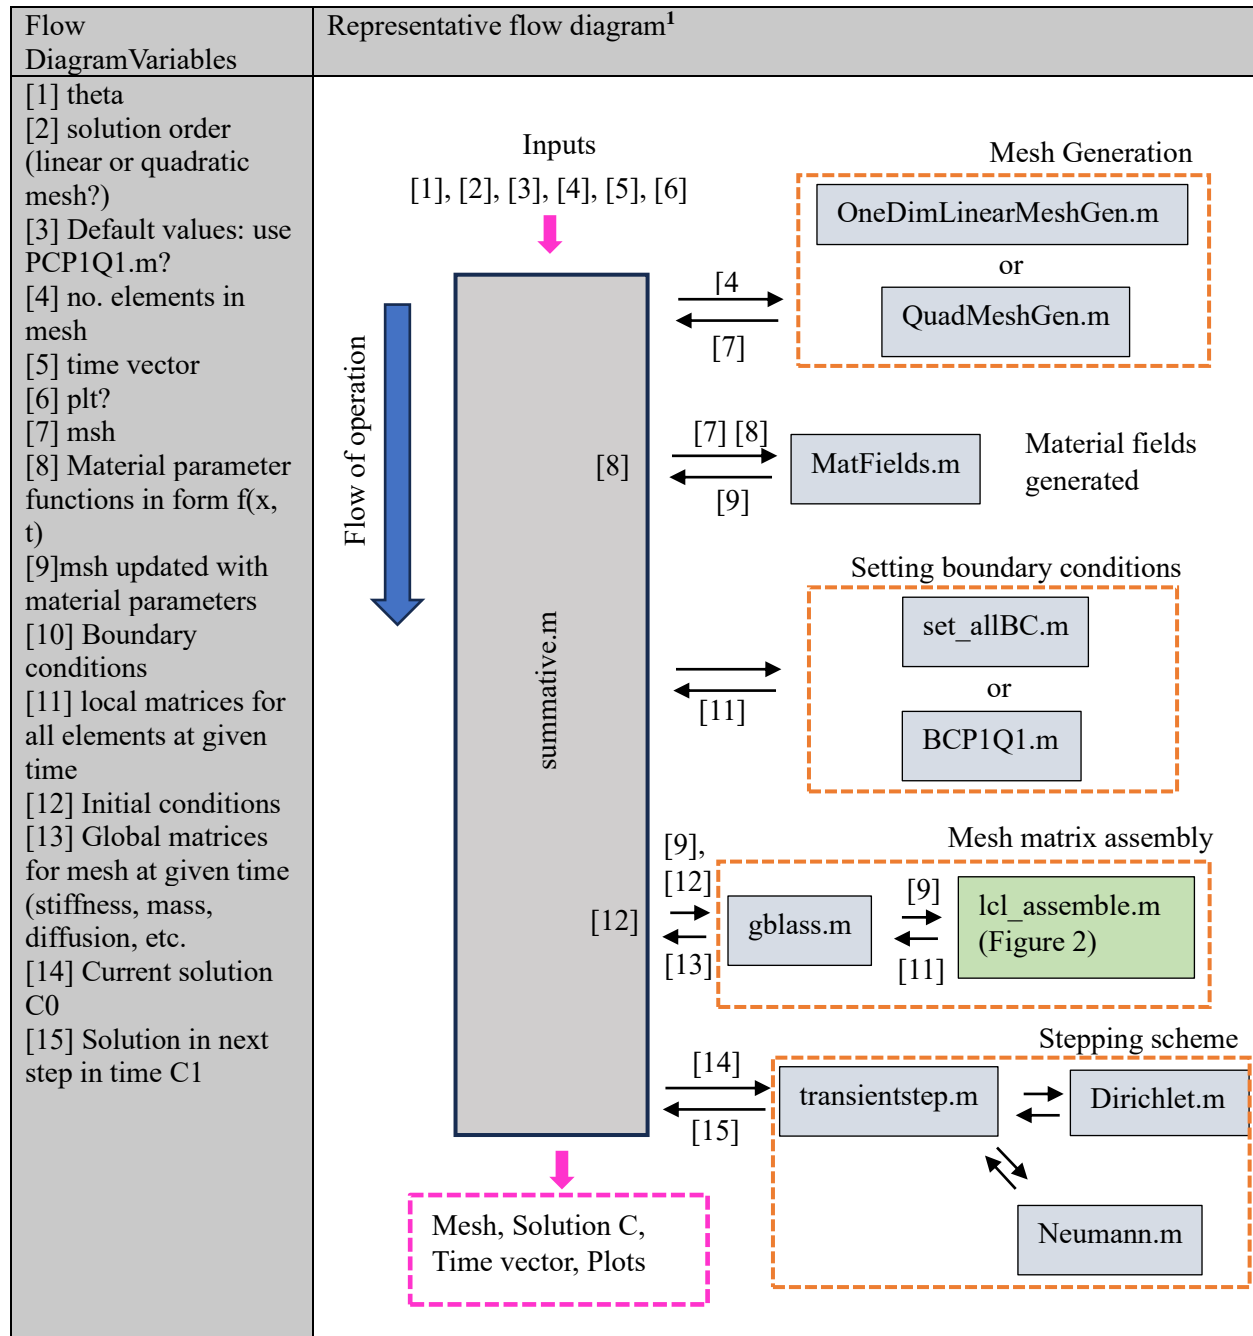 Flow
DiagramVariables
Representative flow diagram¹
[1] theta
[2] solution order
(linear or quadratic
mesh?)
[3] Default values: use
PCP1Q1.m?
[4] no. elements in
mesh
[5] time vector
[6] plt?
[7] msh
[8] Material parameter
functions in form f(x,
t)
[9]msh updated with
material parameters
[10] Boundary
conditions
[11] local matrices for
all elements at given
time
[12] Initial conditions
[13] Global matrices
for mesh at given time
(stiffness, mass,
diffusion, etc.
[14] Current solution
C0
[15] Solution in next
step in time C1
Inputs
[1], [2], [3], [4], [5], [6]
Flow of operation
summative.m
[8]
[12]
Mesh Generation
OneDimLinearMeshGen.m
or
QuadMeshGen.m
[4
[7]
[7] [8]
[9]
MatFields.m
Material fields
generated
Setting boundary conditions
set_allBC.m
or
BCP1Q1.m
[11]
Mesh matrix assembly
[9],
[12]
[13]
gblass.m
[9]
[11]
lcl_assemble.m
(Figure 2)
Stepping scheme
[14]
[15]
transientstep.m
Dirichlet.m
Neumann.m
Mesh, Solution C,
Time vector, Plots